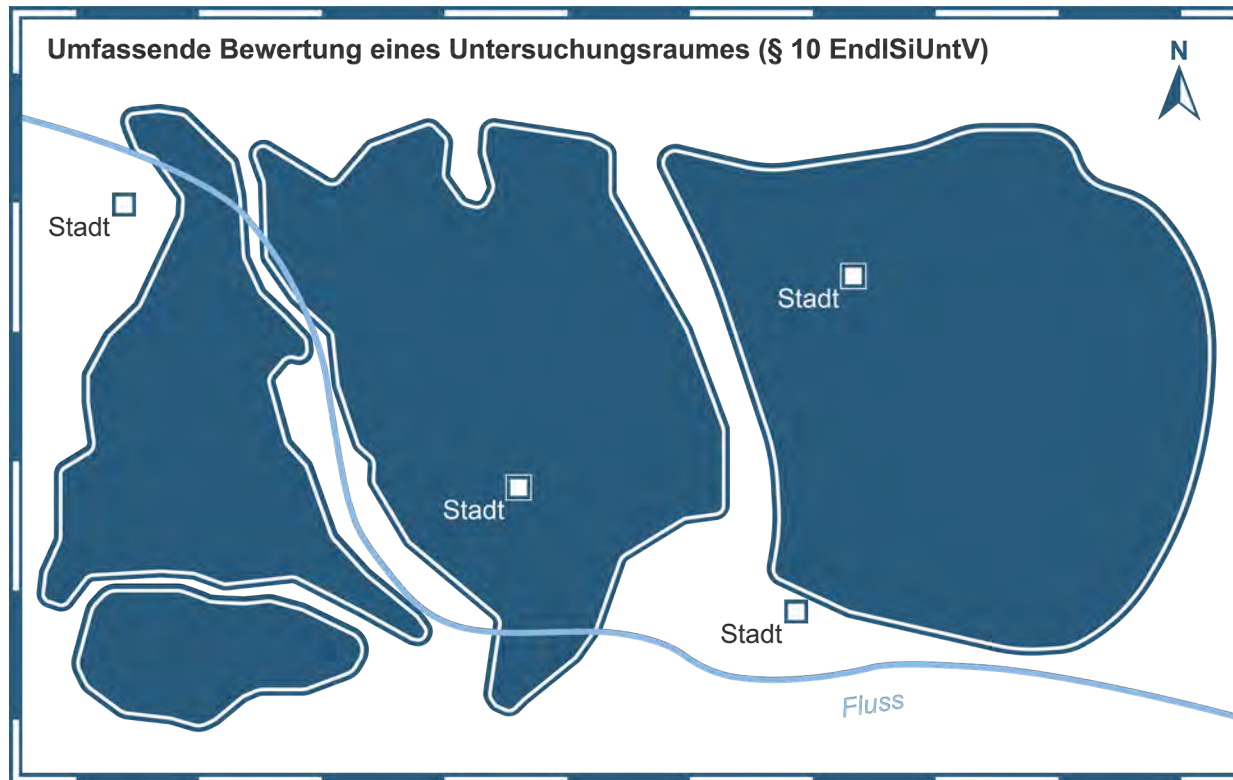 Umfassende Bewertung eines Untersuchungsraumes (§ 10 EndlSiUntV)
N
Stadt
Stadt
Stadt
Stadt
Fluss